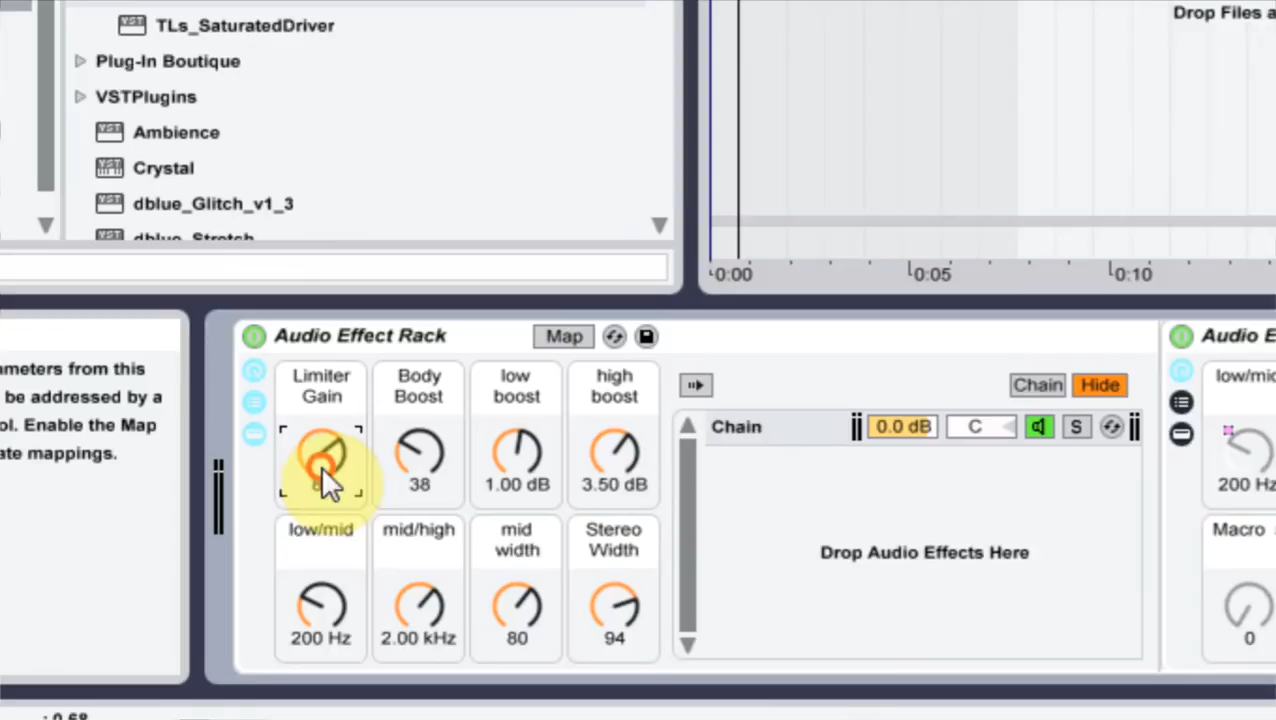 TLs_SaturatedDriver
Drop Files a
Plug-In Boutique
VSTPlugins
VST Ambience
Crystal
dblue_Glitch_v1_3
dblue_Stretch
0:00
0:05
0:10
ameters from this
be addressed by a
ol. Enable the Map
ate mappings.
Audio Effect Rack
Map
Audio E
Limiter Gain
Body Boost
low boost
high boost
Chain
Hide
low/mid
Chain
0.0 dB
C
S
38
1.00 dB
3.50 dB
200 Hz
low/mid
mid/high
mid width
Stereo Width
Macro
Drop Audio Effects Here
200 Hz
2.00 kHz
80
94
0